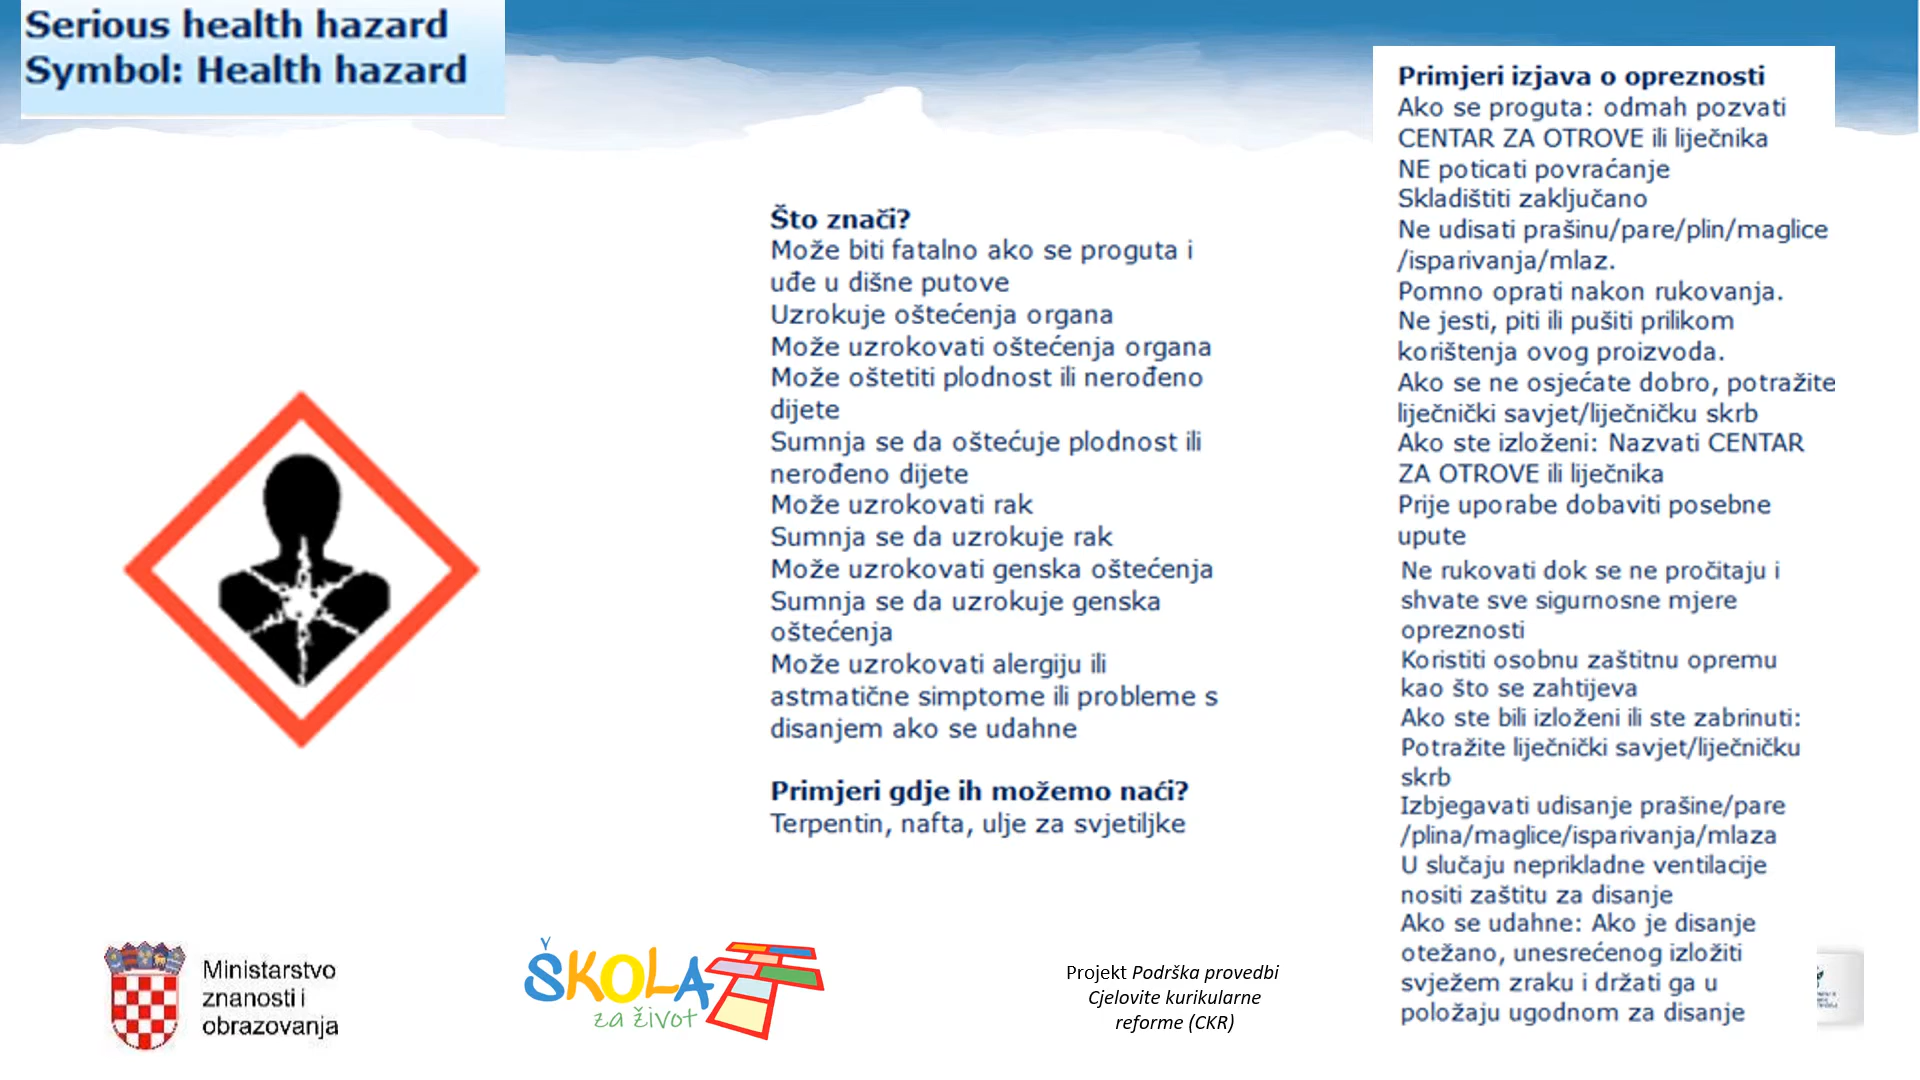 Serious health hazard
Symbol: Health hazard
Što znači?
Može biti fatalno ako se proguta i
uđe u dišne putove
Uzrokuje oštećenja organa
Može uzrokovati oštećenja organa
Može oštetiti plodnost ili nerođeno
dijete
Sumnja se da oštećuje plodnost ili
nerođeno dijete
Može uzrokovati rak
Sumnja se da uzrokuje rak
Može uzrokovati genska oštećenja
Sumnja se da uzrokuje genska
oštećenja
Može uzrokovati alergiju ili
astmatične simptome ili probleme s
disanjem ako se udahne
Primjeri gdje ih možemo naći?
Terpentin, nafta, ulje za svjetiljke
Primjeri izjava o opreznosti
Ako se proguta: odmah pozvati
CENTAR ZA OTROVE ili liječnika
NE poticati povraćanje
Skladištiti zaključano
Ne udisati prašinu/pare/plin/maglice
/isparivanja/mlaz.
Pomno oprati nakon rukovanja.
Ne jesti, piti ili pušiti prilikom
korištenja ovog proizvoda.
Ako se ne osjećate dobro, potražite
liječnički savjet/liječničku skrb
Ako ste izloženi: Nazvati CENTAR
ZA OTROVE ili liječnika
Prije uporabe dobaviti posebne
upute
Ne rukovati dok se ne pročitaju i
shvate sve sigurnosne mjere
opreznosti
Koristiti osobnu zaštitnu opremu
kao što se zahtijeva
Ako ste bili izloženi ili ste zabrinuti:
Potražite liječnički savjet/liječničku
skrb
Izbjegavati udisanje prašine/pare
/plina/maglice/isparivanja/mlaza
U slučaju neprikladne ventilacije
nositi zaštitu za disanje
Ako se udahne: Ako je disanje
otežano, unesrećenog izložiti
svježem zraku i držati ga u
položaju ugodnom za disanje
Ministarstvo
znanosti i
obrazovanja
ŠKOLA
za život
Projekt Podrška provedbi
Cjelovite kurikularne
reforme (CKR)